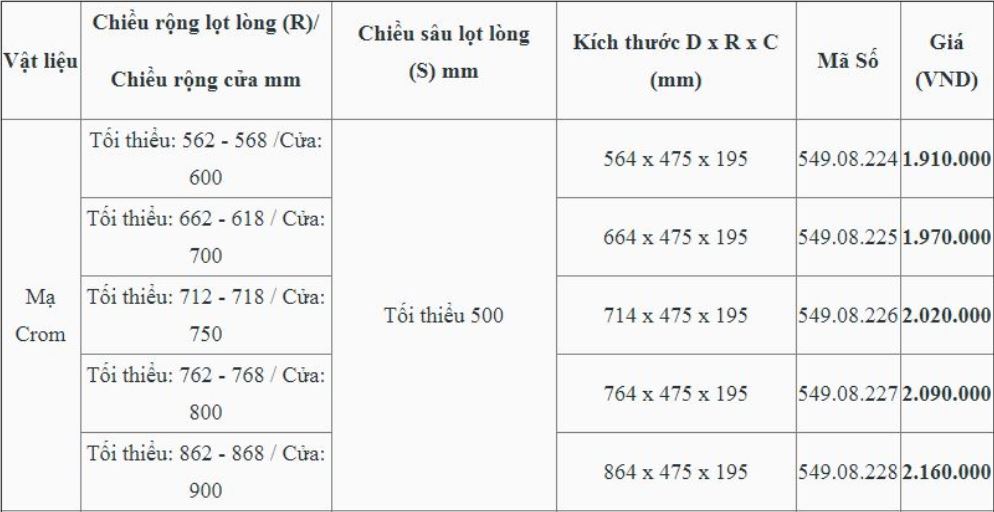 Vật liệu
Chiều rộng lọt lòng (R)/
Chiều rộng cửa mm
Chiều sâu lọt lòng
(S) mm
Kích thước D x R x C
(mm)
Mã Số
Giá
(VND)
Mạ
Crom
Tối thiểu: 562 - 568 /Cửa:
600
Tối thiểu 500
564 x 475 x 195
549.08.224
1.910.000
Tối thiểu: 662 - 618 / Cửa:
700
664 x 475 x 195
549.08.225
1.970.000
Tối thiểu: 712 - 718 / Cửa:
750
714 x 475 x 195
549.08.226
2.020.000
Tối thiểu: 762 - 768 / Cửa:
800
764 x 475 x 195
549.08.227
2.090.000
Tối thiểu: 862 - 868 / Cửa:
900
864 x 475 x 195
549.08.228
2.160.000